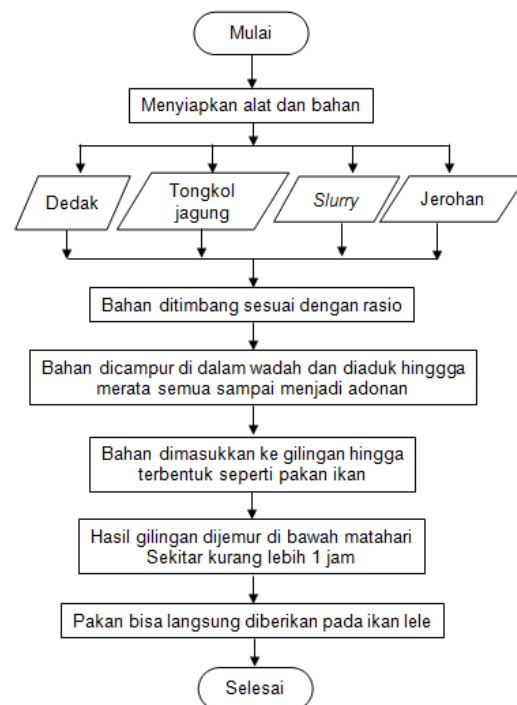 Mulai
Menyiapkan alat dan bahan
Dedak
Tongkol
jagung
Slurry
Jerohan
Bahan ditimbang sesuai dengan rasio
Bahan dicampur di dalam wadah dan diaduk hinggga
merata semua sampai menjadi adonan
Bahan dimasukkan ke gilingan hingga
terbentuk seperti pakan ikan
Hasil gilingan dijemur di bawah matahari
Sekitar kurang lebih 1 jam
Pakan bisa langsung diberikan pada ikan lele
Selesai